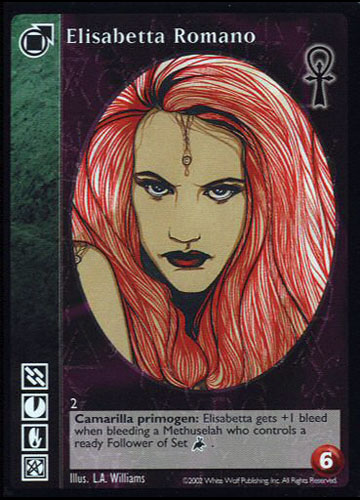 Elisabetta Romano
2
Camarilla primogen: Elisabetta gets +1 bleed
when bleeding a Methuselah who controls a
ready Follower of Set .
6
Illus. L.A. Williams
©2002 White Wolf Publishing, Inc. All Rights Reserved.